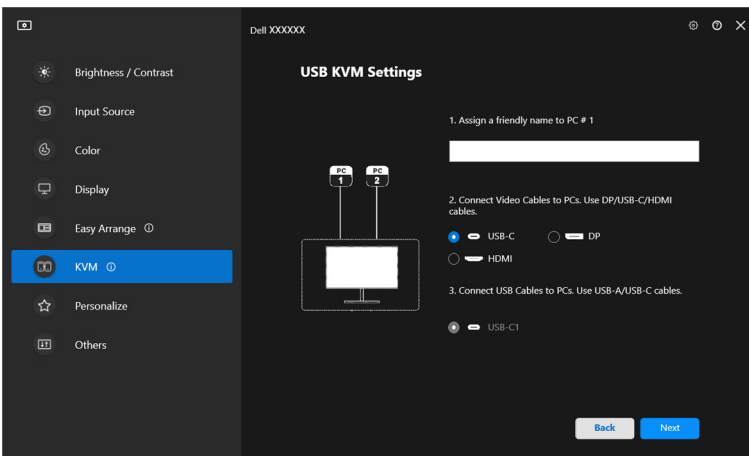 Dell XXXXXX
Brightness / Contrast
Input Source
Color
Display
Easy Arrange
KVM
Personalize
Others
USB KVM Settings
PC
1
PC
2
1. Assign a friendly name to PC # 1
2. Connect Video Cables to PCs. Use DP/USB-C/HDMI
cables.
USB-C
DP
HDMI
3. Connect USB Cables to PCs. Use USB-A/USB-C cables.
USB-C1
Back
Next